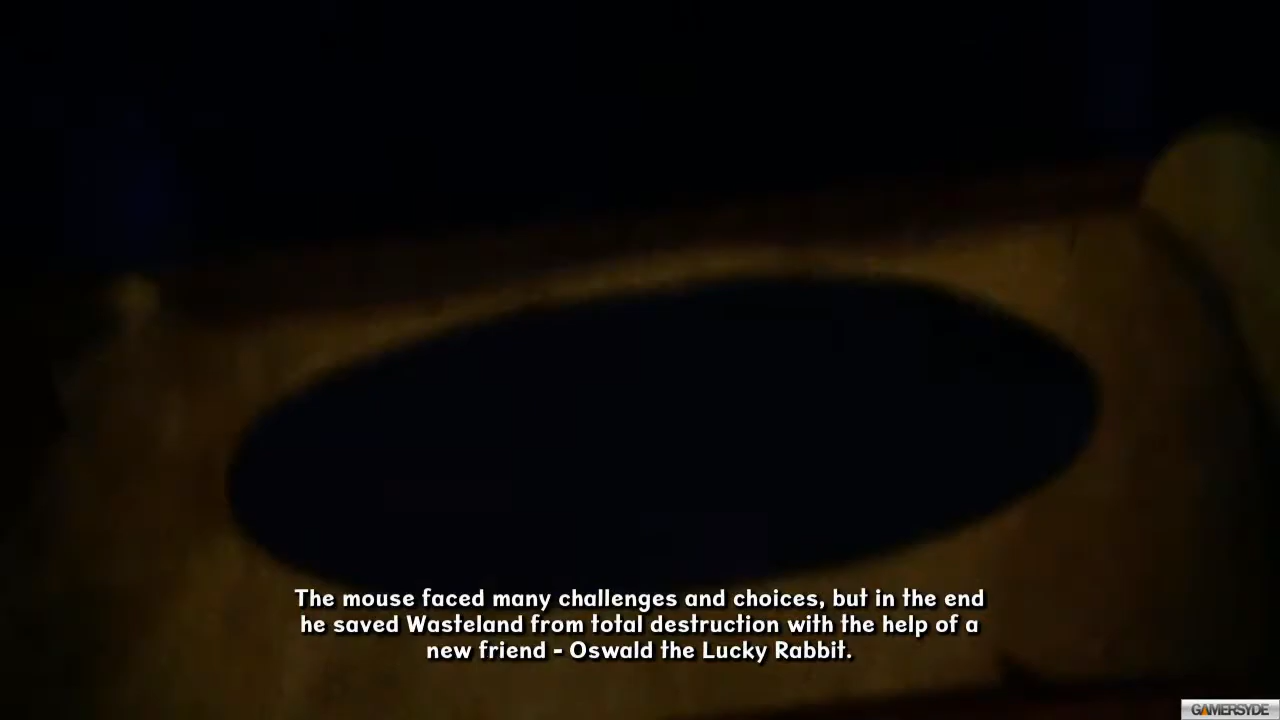 The mouse faced many challenges and choices, but in the end
he saved Wasteland from total destruction with the help of a
new friend - Oswald the Lucky Rabbit.
GAMERSYDE